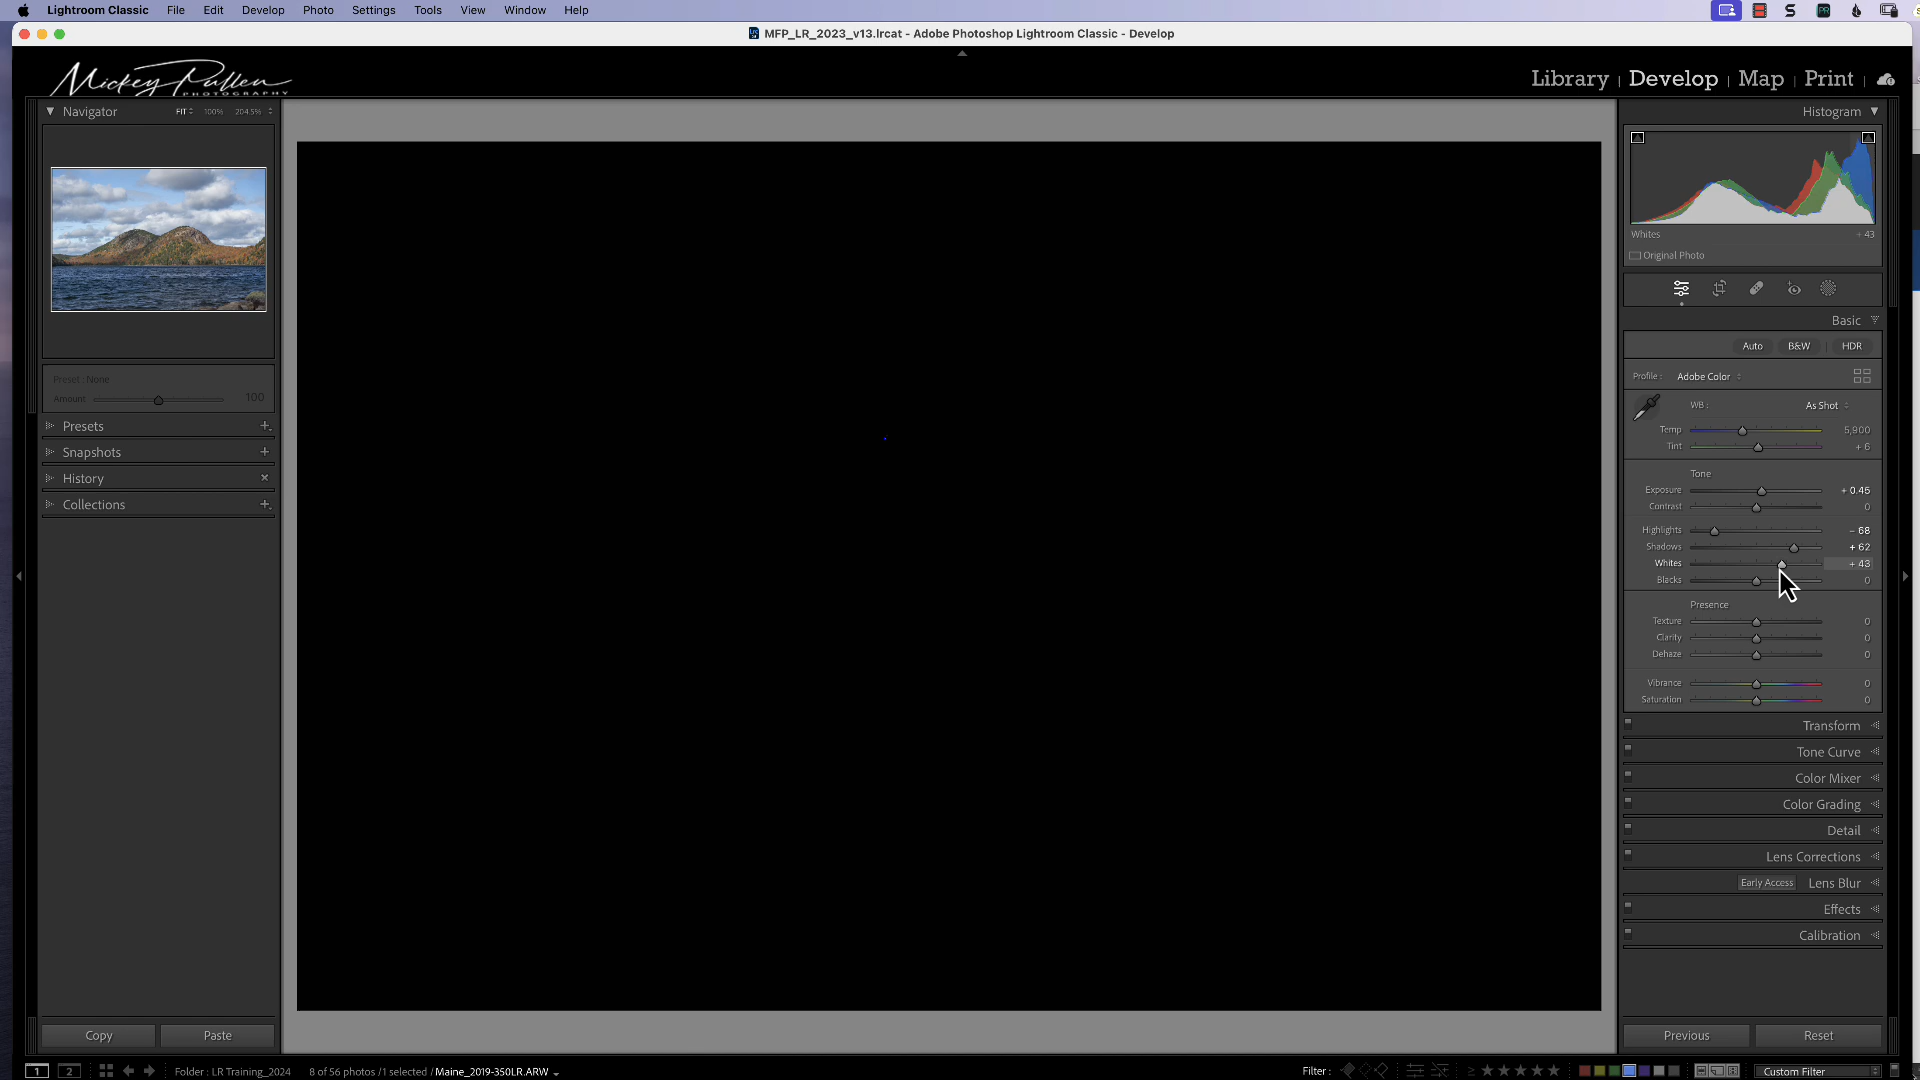 Lightroom Classic File Edit Develop Photo Settings Tools View Window Help
MFP_LR_2023_v13.lrcat - Adobe Photoshop Lightroom Classic - Develop
Mickey Pullen
PHOTOGRAPHY
Library | Develop | Map | Print
Navigator FIT 100% 204.5%
Histogram
Whites + 43
Original Photo
Basic
Auto B&W HDR
Profile : Adobe Color
WB : As Shot
Temp 5,900
Tint + 6
Tone
Exposure + 0.45
Contrast 0
Highlights - 68
Shadows + 62
Whites + 43
Blacks 0
Presence
Texture 0
Clarity 0
Dehaze 0
Vibrance 0
Saturation 0
Transform
Tone Curve
Color Mixer
Color Grading
Detail
Lens Corrections
Early Access Lens Blur
Effects
Calibration
Preset : None
Amount 100
Presets
Snapshots
History
Collections
Copy Paste
Previous Reset
1 2 Folder : LR Training_2024 8 of 56 photos /1 selected / Maine_2019-350LR.ARW
Filter : Custom Filter